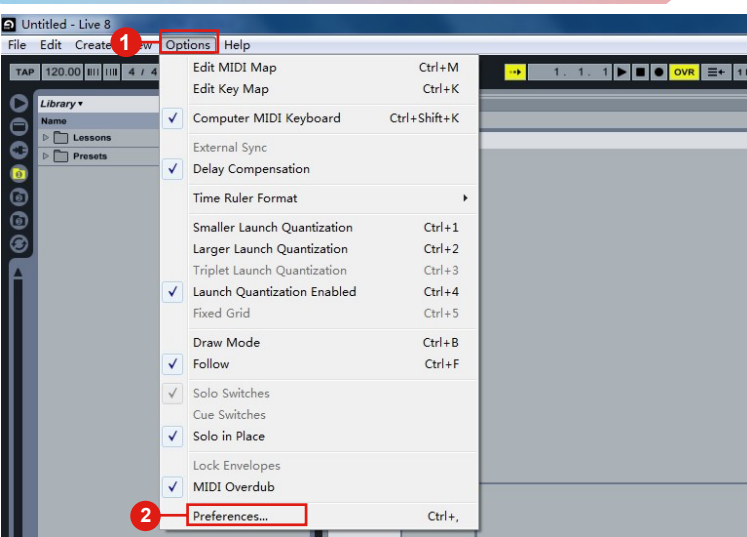 Untitled - Live 8
File Edit Create Options Help
1
TAP 120.00 4 / 4 1. 1. 1 OVR
Library
Name
Lessons
Presets
Edit MIDI Map Ctrl+M
Edit Key Map Ctrl+K
Computer MIDI Keyboard Ctrl+Shift+K
External Sync
Delay Compensation
Time Ruler Format
Smaller Launch Quantization Ctrl+1
Larger Launch Quantization Ctrl+2
Triplet Launch Quantization Ctrl+3
Launch Quantization Enabled Ctrl+4
Fixed Grid Ctrl+5
Draw Mode Ctrl+B
Follow Ctrl+F
Solo Switches
Cue Switches
Solo in Place
Lock Envelopes
MIDI Overdub
2
Preferences... Ctrl+,